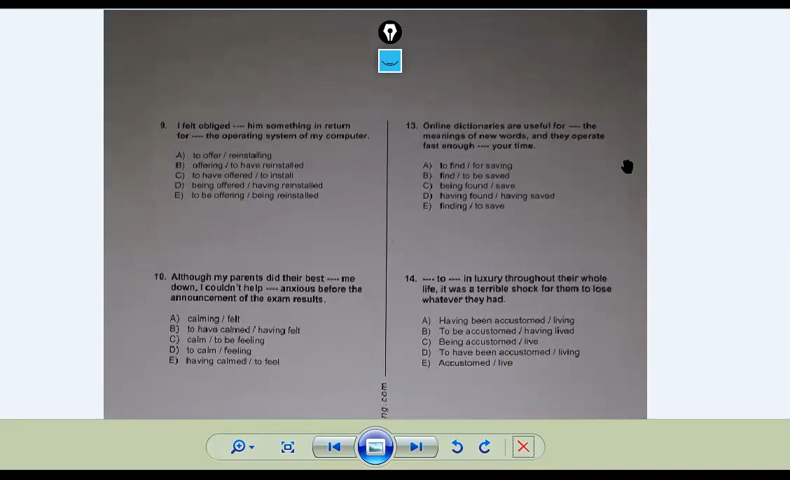 9. I felt obliged ---- him something in return
for ---- the operating system of my computer.
A) to offer / reinstalling
B) offering / to have reinstalled
C) to have offered / to install
D) being offered / having reinstalled
E) to be offering / being reinstalled
10. Although my parents did their best ---- me
down, I couldn't help ---- anxious before the
announcement of the exam results.
A) calming / felt
B) to have calmed / having felt
C) calm / to be feeling
D) to calm / feeling
E) having calmed / to feel
13. Online dictionaries are useful for ---- the
meanings of new words, and they operate
fast enough ---- your time.
A) to find / for saving
B) find / to be saved
C) being found / save
D) having found / having saved
E) finding / to save
14. ---- to ---- in luxury throughout their whole
life, it was a terrible shock for them to lose
whatever they had.
A) Having been accustomed / living
B) To be accustomed / having lived
C) Being accustomed / live
D) To have been accustomed / living
E) Accustomed / live
ng.com